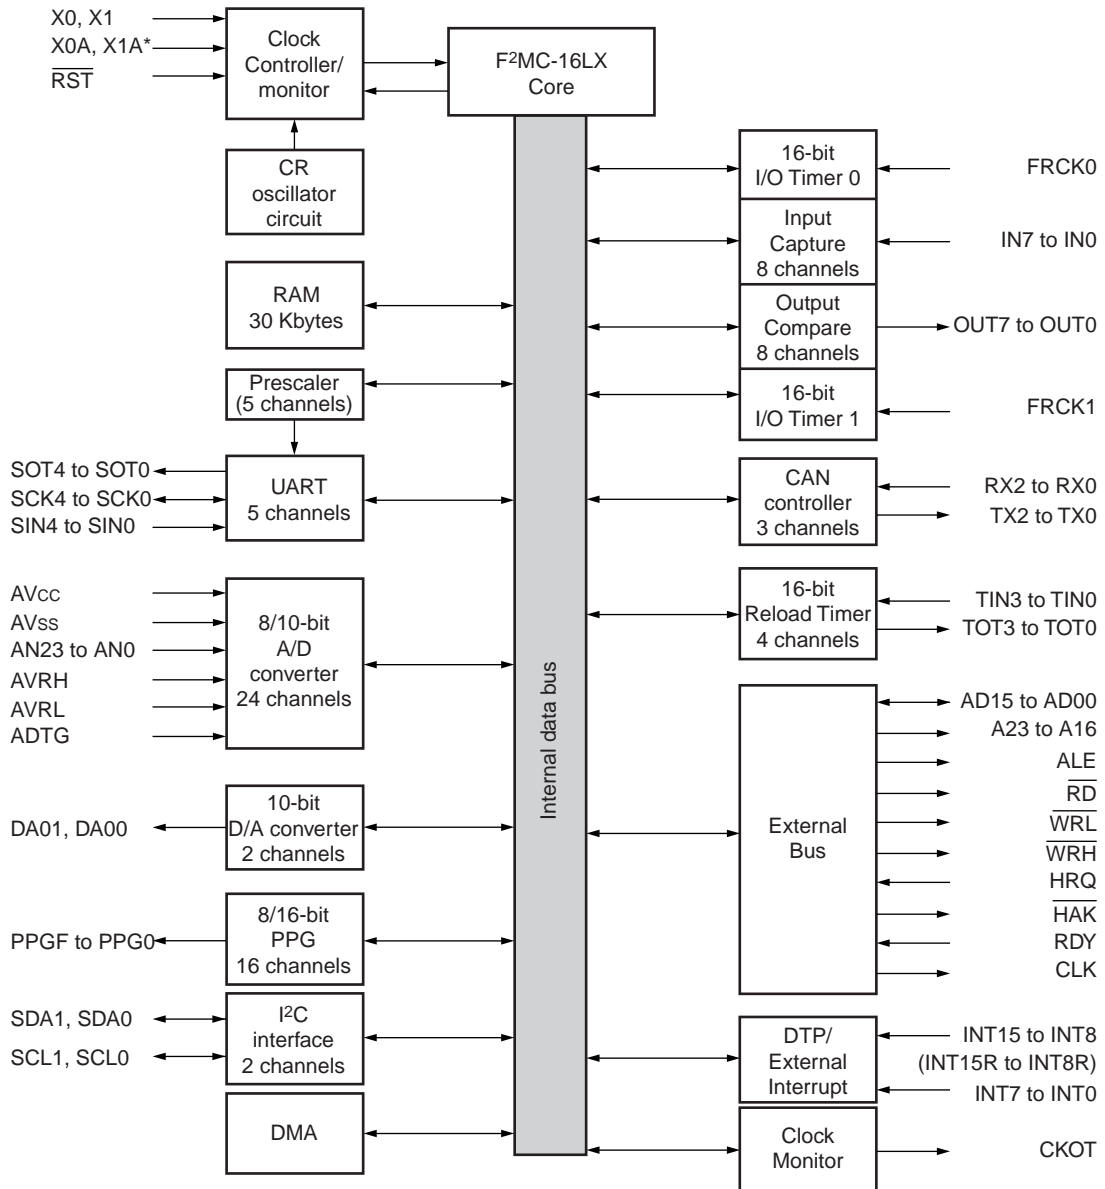 X0, X1
X0A, X1A*
RST
Clock
Controller/
monitor
F2MC-16LX
Core
CR
oscillator
circuit
RAM
30 Kbytes
Prescaler
(5 channels)
SOT4 to SOT0
SCK4 to SCK0
SIN4 to SIN0
UART
5 channels
AVCC
AVSS
AN23 to AN0
AVRH
AVRL
ADTG
8/10-bit
A/D
converter
24 channels
DA01, DA00
10-bit
D/A converter
2 channels
PPGF to PPG0
8/16-bit
PPG
16 channels
SDA1, SDA0
SCL1, SCL0
I2C
interface
2 channels
DMA
Internal data bus
16-bit
I/O Timer 0
FRCK0
Input
Capture
8 channels
IN7 to IN0
Output
Compare
8 channels
OUT7 to OUT0
16-bit
I/O Timer 1
FRCK1
CAN
controller
3 channels
RX2 to RX0
TX2 to TX0
16-bit
Reload Timer
4 channels
TIN3 to TIN0
TOT3 to TOT0
External
Bus
AD15 to AD00
A23 to A16
ALE
RD
WRL
WRH
HRQ
HAK
RDY
CLK
DTP/
External
Interrupt
INT15 to INT8
(INT15R to INT8R)
INT7 to INT0
Clock
Monitor
CKOT